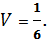 V = 1/6.